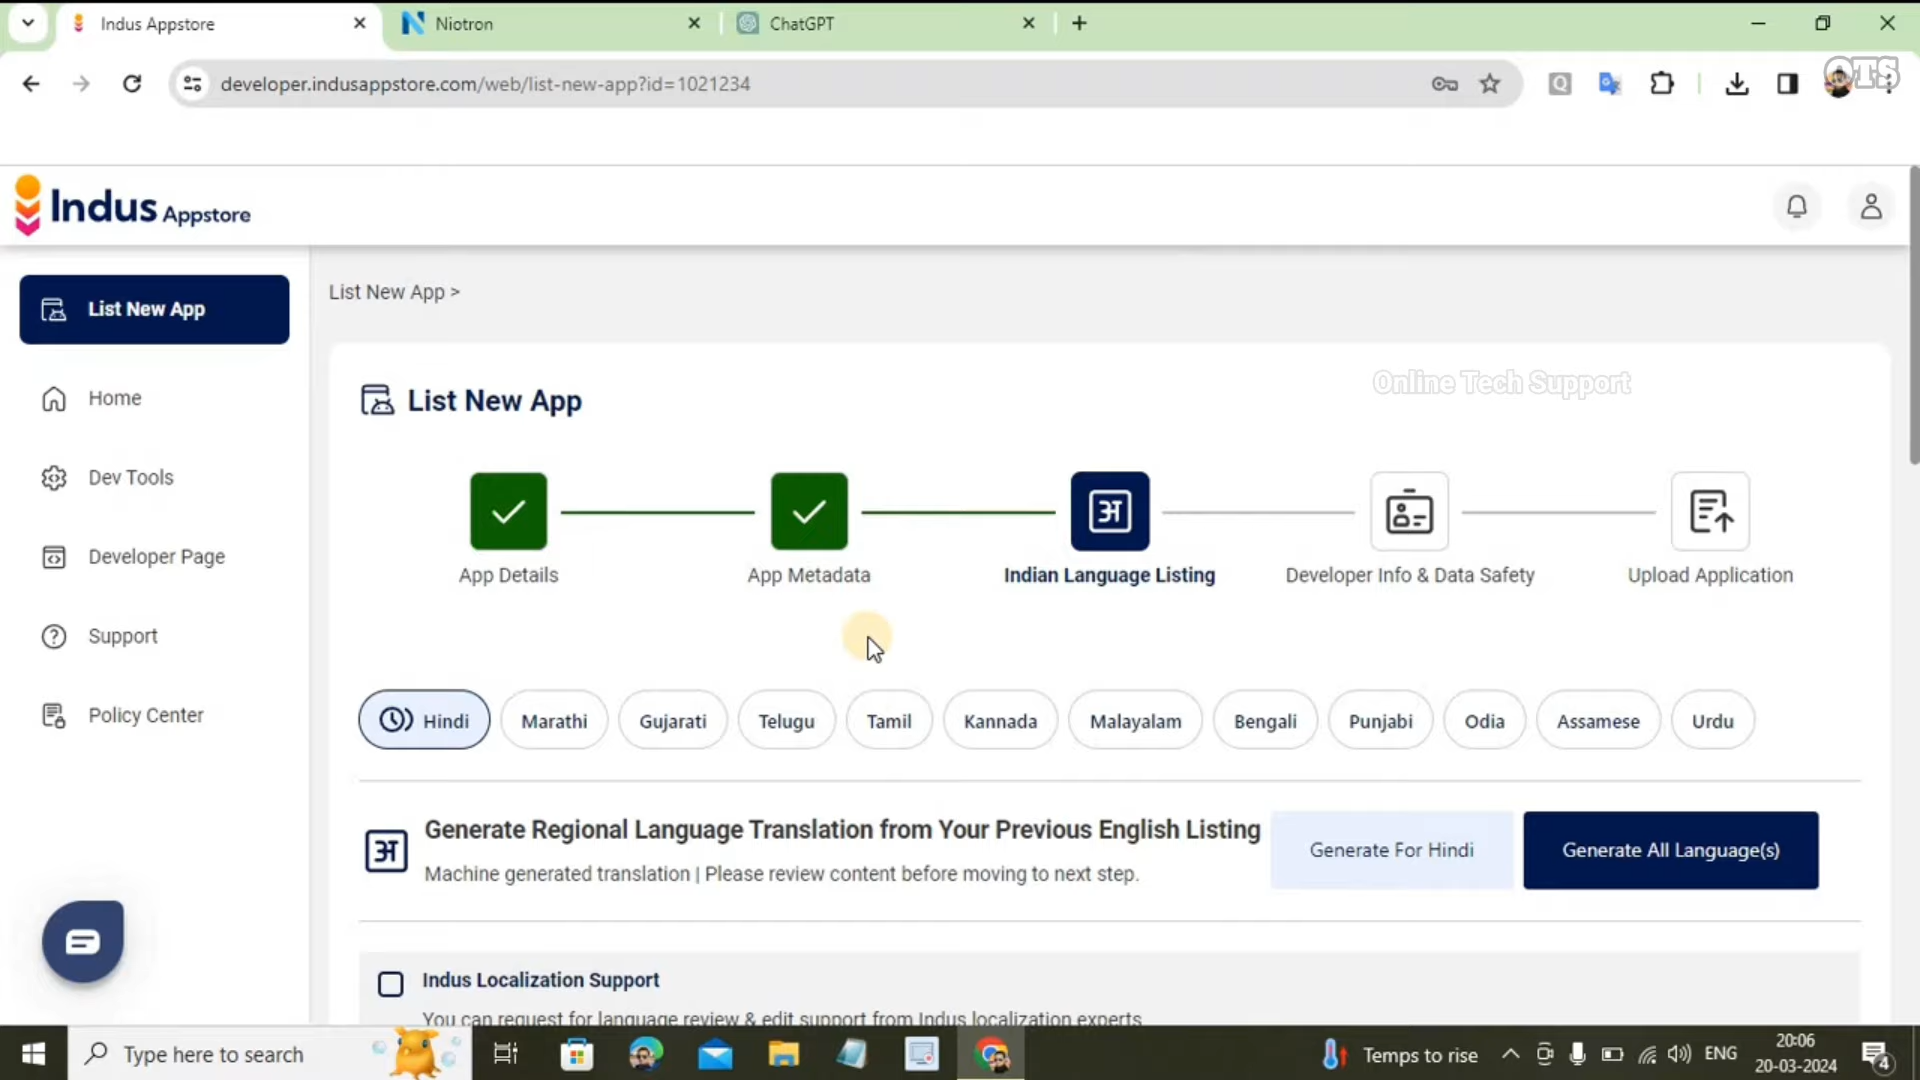 Indus Appstore
Niotron
ChatGPT
developer.indusappstore.com/web/list-new-app?id=1021234
OTS
Indus Appstore
List New App
Home
Dev Tools
Developer Page
Support
Policy Center
List New App >
Online Tech Support
List New App
अ
App Details
App Metadata
Indian Language Listing
Developer Info & Data Safety
Upload Application
Hindi
Marathi
Gujarati
Telugu
Tamil
Kannada
Malayalam
Bengali
Punjabi
Odia
Assamese
Urdu
अ
Generate Regional Language Translation from Your Previous English Listing
Machine generated translation | Please review content before moving to next step.
Generate For Hindi
Generate All Language(s)
Indus Localization Support
You can request for language review & edit support from Indus localization experts
Type here to search
Temps to rise
ENG
20:06
20-03-2024
4